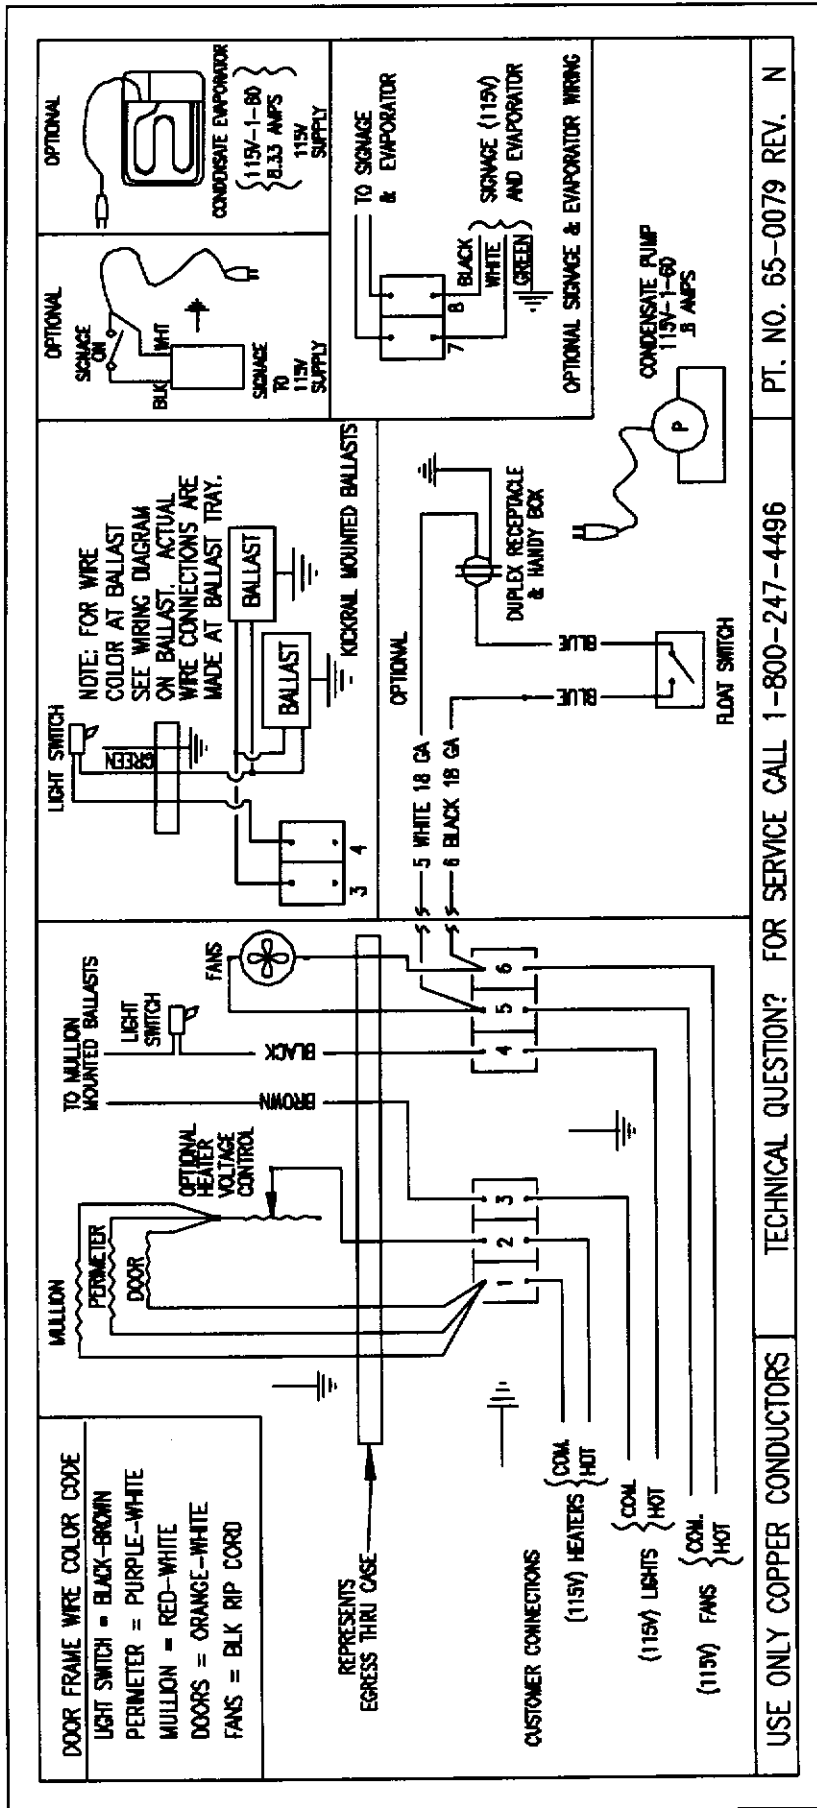 DOOR FRAME WIRE COLOR CODE
LIGHT SWITCH = BLACK-BROWN
PERIMETER = PURPLE-WHITE
MULLION = RED-WHITE
DOORS = ORANGE-WHITE
FANS = BLK RIP CORD
MULLION
PERIMETER
DOOR
OPTIONAL
HEATER
VOLTAGE
CONTROL
TO MULLION
MOUNTED BALLASTS
LIGHT
SWITCH
FANS
BROWN
BLACK
REPRESENTS
EGRESS THRU CASE
1
2
3
4
5
6
CUSTOMER CONNECTIONS
(115V) HEATERS
COM.
HOT
(115V) LIGHTS
COM.
HOT
(115V) FANS
COM.
HOT
LIGHT SWITCH
GREEN
NOTE: FOR WIRE
COLOR AT BALLAST
SEE WIRING DIAGRAM
ON BALLAST. ACTUAL
WIRE CONNECTIONS ARE
MADE AT BALLAST TRAY.
BALLAST
BALLAST
3
4
KICKRAIL MOUNTED BALLASTS
OPTIONAL
SIGNAGE
ON
BLK
WHT
SIGNAGE
TO
115V
SUPPLY
OPTIONAL
CONDENSATE EVAPORATOR
115V-1-60
8.33 AMPS
115V
SUPPLY
TO SIGNAGE
& EVAPORATOR
7
8
BLACK
WHITE
GREEN
SIGNAGE (115V)
AND EVAPORATOR
OPTIONAL SIGNAGE & EVAPORATOR WIRING
OPTIONAL
5 WHITE 18 GA
6 BLACK 18 GA
DUPLEX RECEPTACLE
& HANDY BOX
BLUE
BLUE
FLOAT SWITCH
CONDENSATE PUMP
115V-1-60
.8 AMPS
P
USE ONLY COPPER CONDUCTORS
TECHNICAL QUESTION? FOR SERVICE CALL 1-800-247-4496
PT. NO. 65-0079 REV. N